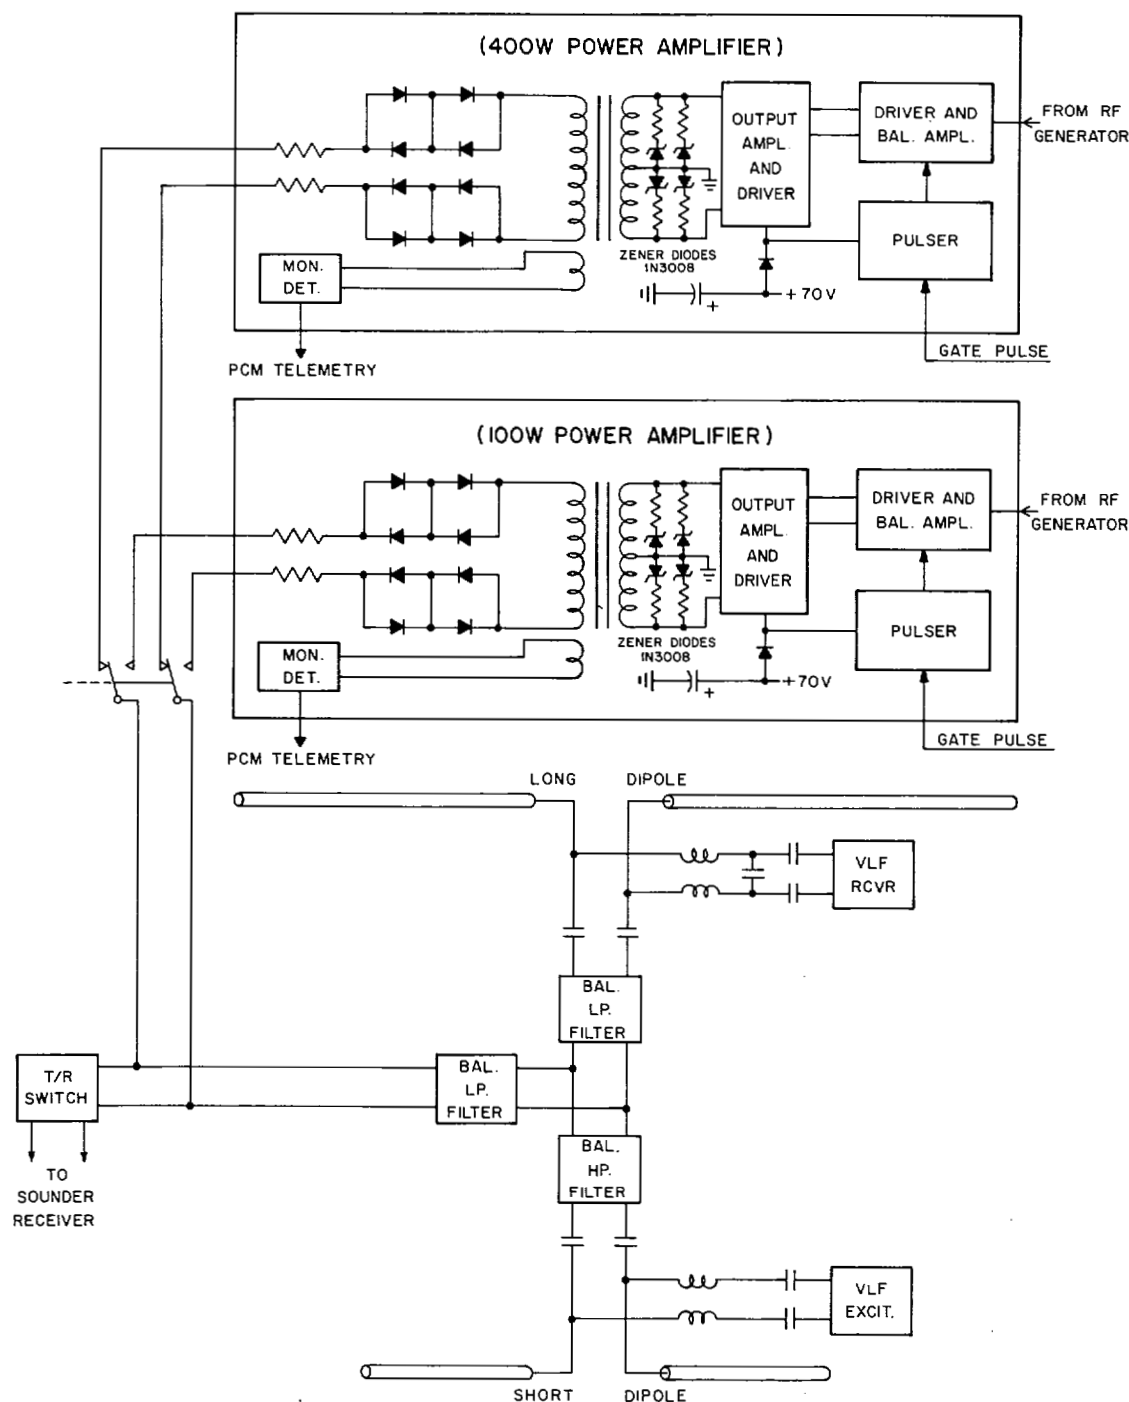 (400W POWER AMPLIFIER)
OUTPUT
AMPL.
AND
DRIVER
DRIVER AND
BAL. AMPL.
FROM RF
GENERATOR
PULSER
MON.
DET.
ZENER DIODES
1N3008
+
+70V
GATE PULSE
PCM TELEMETRY
(100W POWER AMPLIFIER)
OUTPUT
AMPL.
AND
DRIVER
DRIVER AND
BAL. AMPL.
FROM RF
GENERATOR
PULSER
MON.
DET.
ZENER DIODES
1N3008
+
+70V
GATE PULSE
PCM TELEMETRY
LONG DIPOLE
VLF
RCVR
BAL.
LP.
FILTER
T/R
SWITCH
BAL.
LP.
FILTER
BAL.
HP.
FILTER
TO
SOUNDER
RECEIVER
VLF
EXCIT.
SHORT DIPOLE